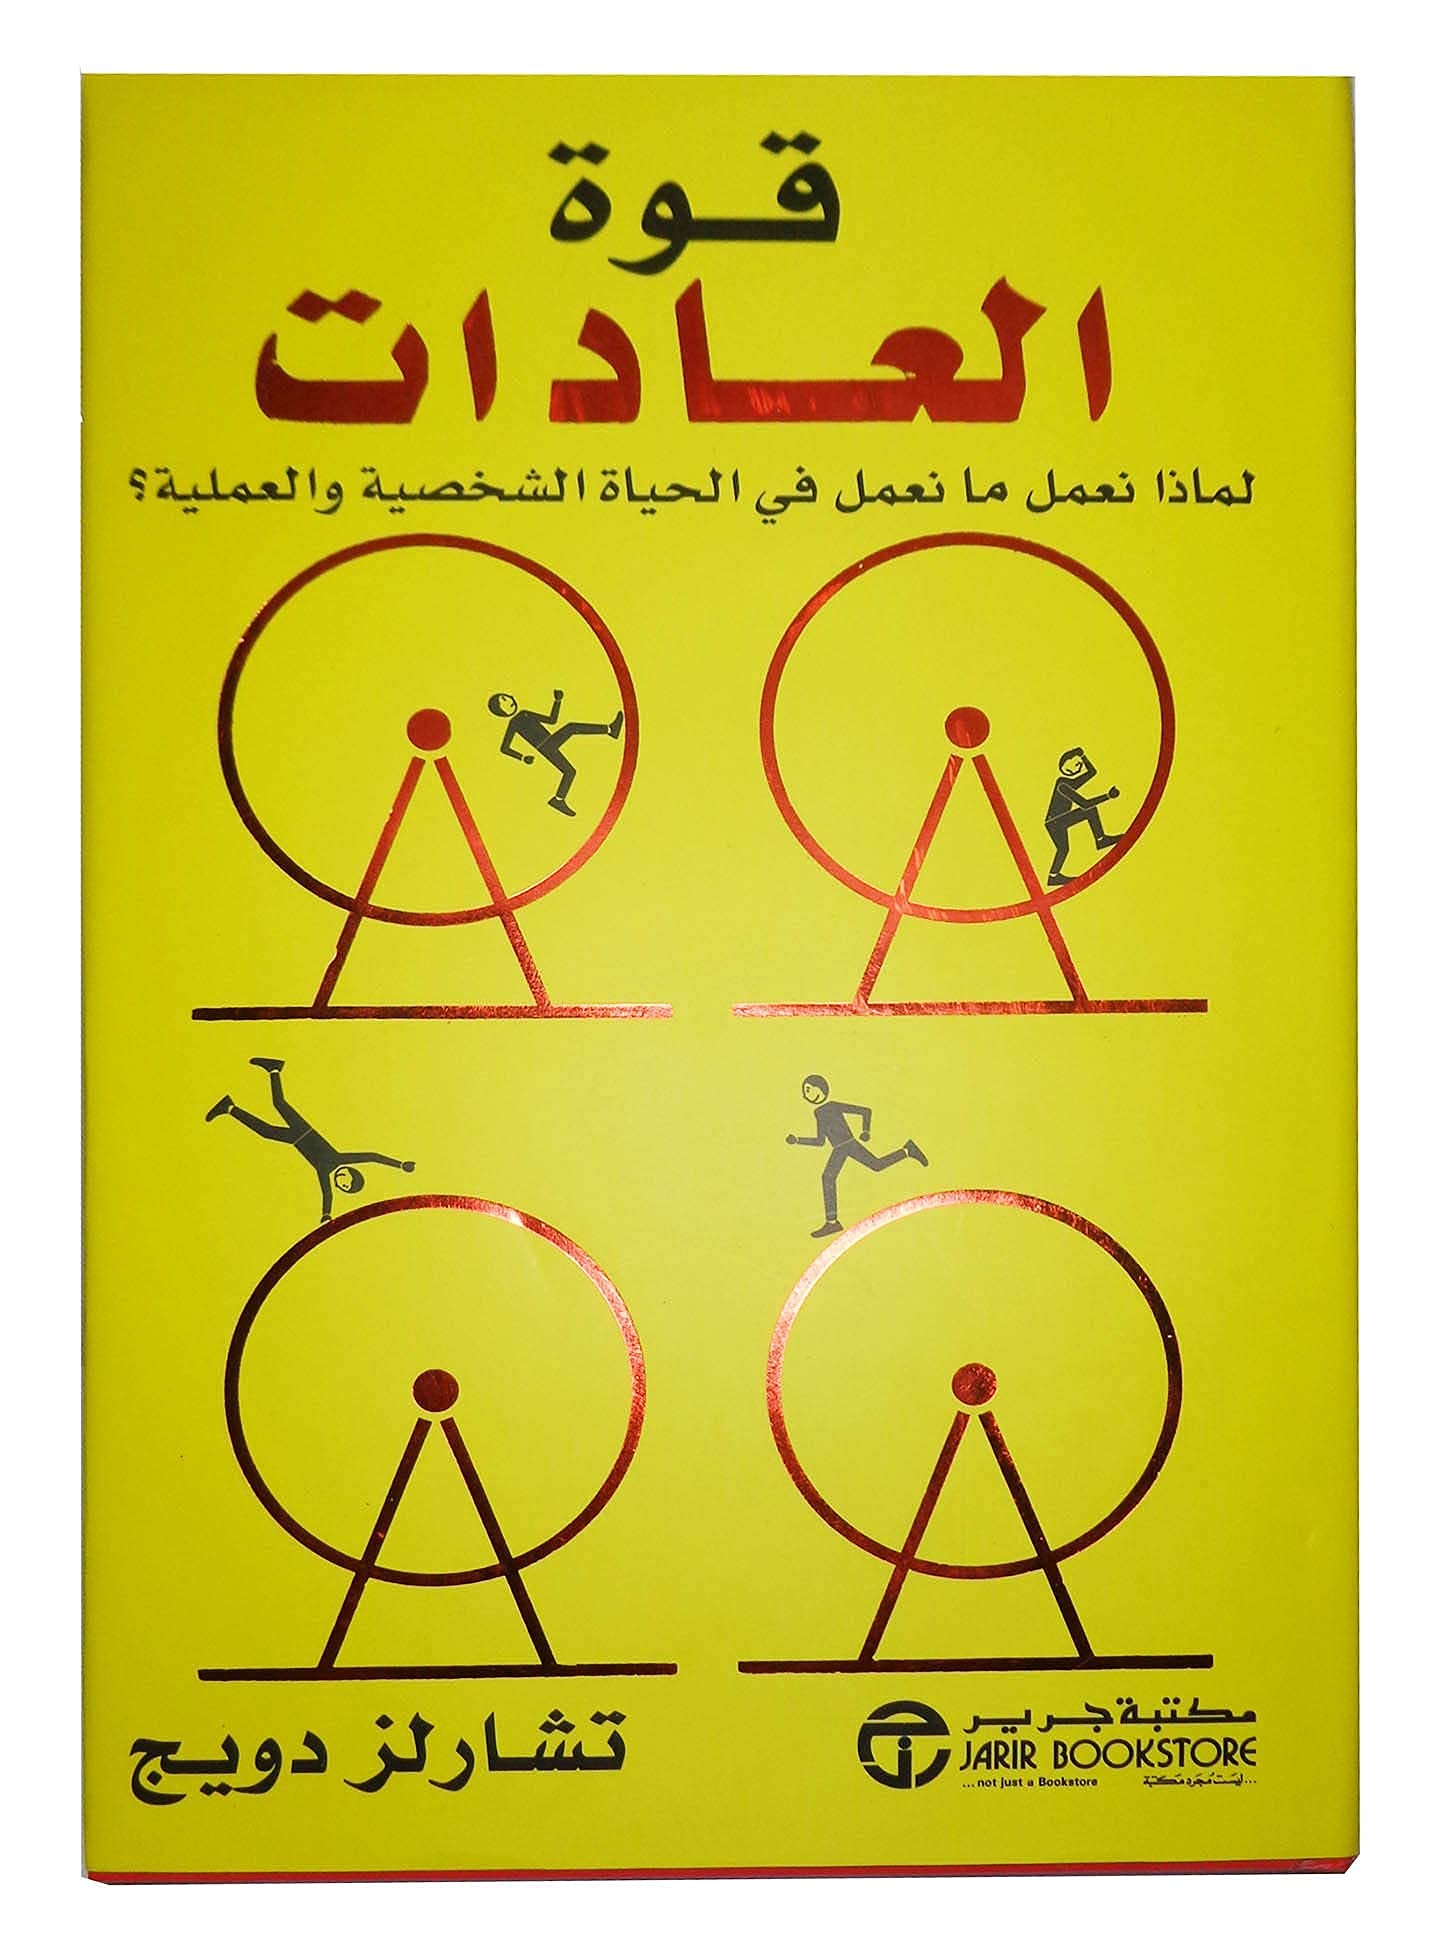 قوة
العادات
لماذا نعمل ما نعمل في الحياة الشخصية والعملية؟
تشارلز دويج
مكتبة جرير
JARIR BOOKSTORE
...not just a Bookstore
...ليست مجرد مكتبة